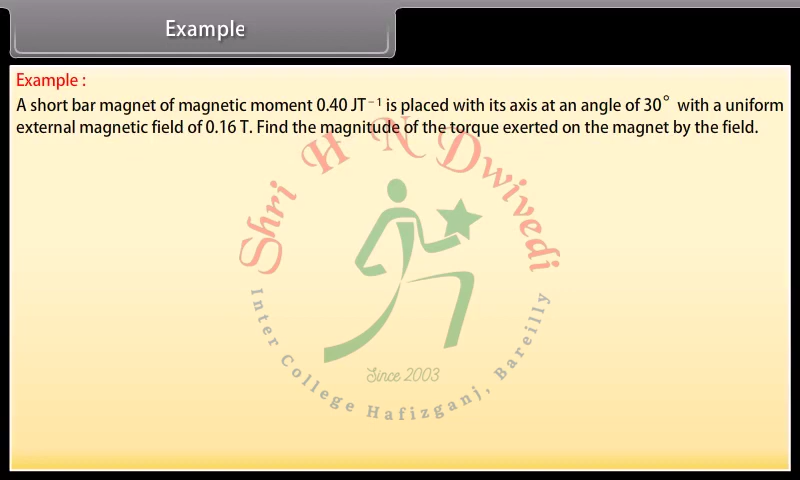 Example
Example :
A short bar magnet of magnetic moment 0.40 JT⁻¹ is placed with its axis at an angle of 30° with a uniform
external magnetic field of 0.16 T. Find the magnitude of the torque exerted on the magnet by the field.
Shri H N Dwivedi
Since 2003
Inter College Hafizganj, Bareilly